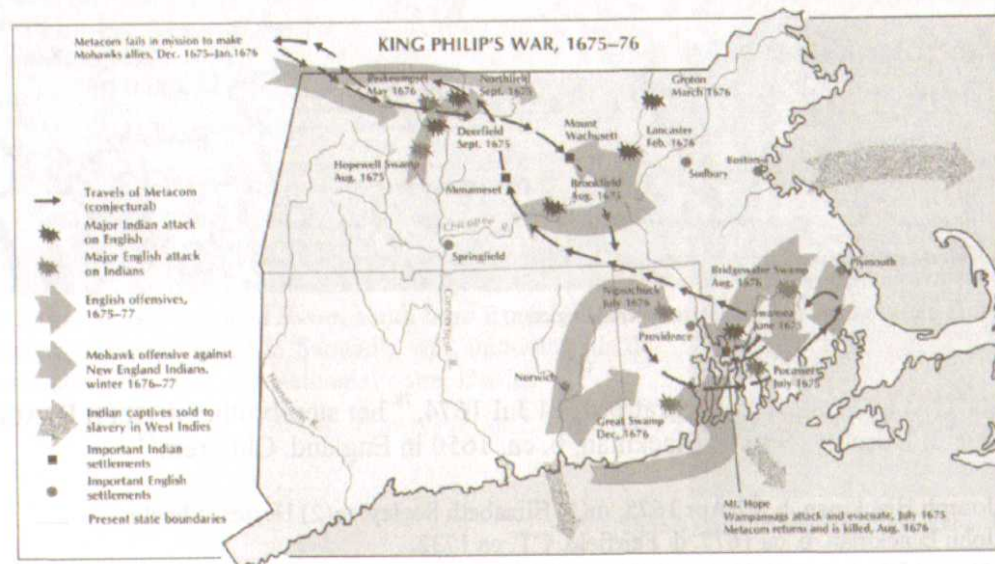 KING PHILIP'S WAR, 1675–76
Metacom fails in mission to make
Mohawks allies, Dec. 1675–Jan. 1676
Peskeompscut
May 1676
Northfield
Sept. 1675
Groton
March 1676
Mount
Wachusett
Lancaster
Feb. 1676
Deerfield
Sept. 1675
Boston
Sudbury
Hopewell Swamp
Aug. 1675
Menameset
Brookfield
Aug. 1675
Springfield
Bridgewater Swamp
Aug. 1676
Plymouth
Nipsachuck
July 1676
Swansea
June 1675
Providence
Connecticut R.
Norwich
Pocasset
July 1675
Great Swamp
Dec. 1676
Mt. Hope
Wampanoags attack and evacuate, July 1675
Metacom returns and is killed, Aug. 1676
Travels of Metacom
(conjectural)
Major Indian attack
on English
Major English attack
on Indians
English offensives,
1675–77
Mohawk offensive against
New England Indians,
winter 1676–77
Indian captives sold to
slavery in West Indies
Important Indian
settlements
Important English
settlements
Present state boundaries